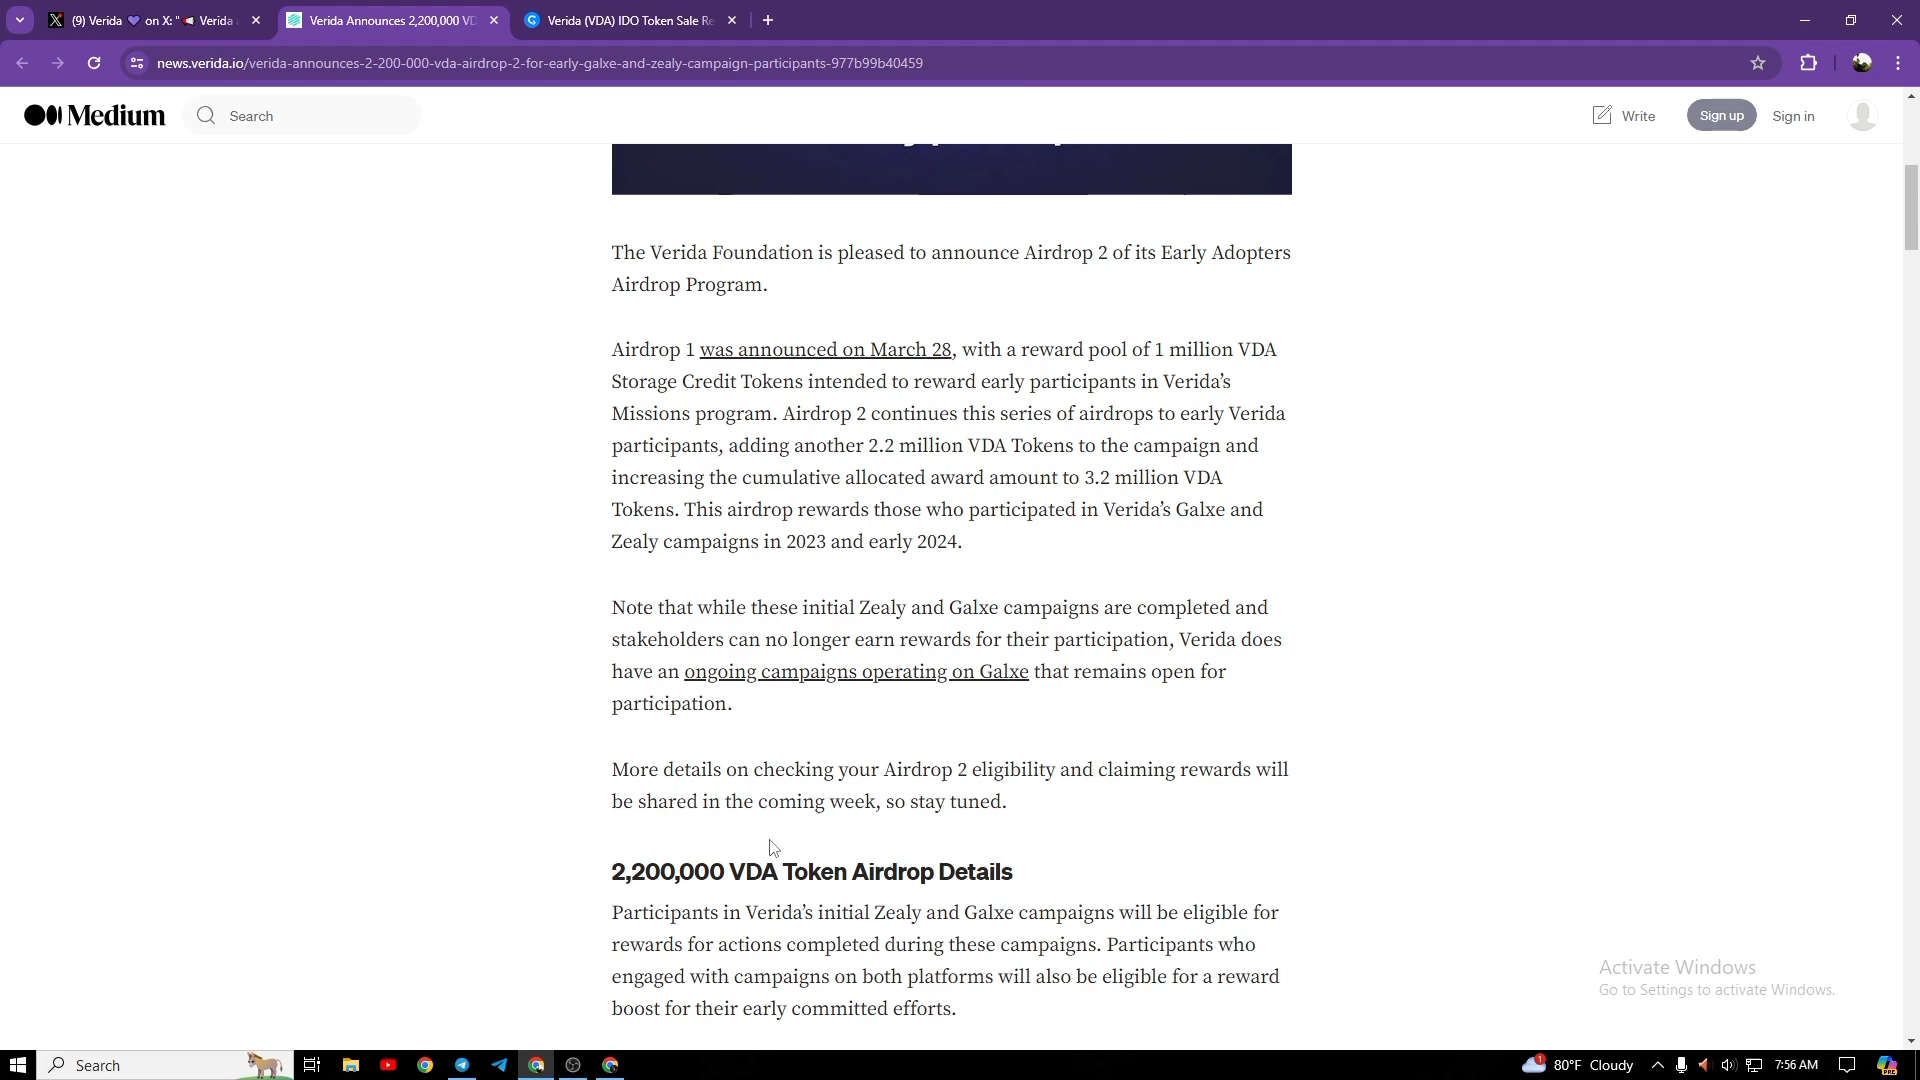 (9) Verida 💜 on X: "📢 Verida
Verida Announces 2,200,000 VD
Verida (VDA) IDO Token Sale Re
news.verida.io/verida-announces-2-200-000-vda-airdrop-2-for-early-galxe-and-zealy-campaign-participants-977b99b40459
Medium
Search
Write
Sign up
Sign in
The Verida Foundation is pleased to announce Airdrop 2 of its Early Adopters
Airdrop Program.
Airdrop 1 was announced on March 28, with a reward pool of 1 million VDA
Storage Credit Tokens intended to reward early participants in Verida’s
Missions program. Airdrop 2 continues this series of airdrops to early Verida
participants, adding another 2.2 million VDA Tokens to the campaign and
increasing the cumulative allocated award amount to 3.2 million VDA
Tokens. This airdrop rewards those who participated in Verida’s Galxe and
Zealy campaigns in 2023 and early 2024.
Note that while these initial Zealy and Galxe campaigns are completed and
stakeholders can no longer earn rewards for their participation, Verida does
have an ongoing campaigns operating on Galxe that remains open for
participation.
More details on checking your Airdrop 2 eligibility and claiming rewards will
be shared in the coming week, so stay tuned.
2,200,000 VDA Token Airdrop Details
Participants in Verida’s initial Zealy and Galxe campaigns will be eligible for
rewards for actions completed during these campaigns. Participants who
engaged with campaigns on both platforms will also be eligible for a reward
boost for their early committed efforts.
Activate Windows
Go to Settings to activate Windows.
Search
1
80°F Cloudy
7:56 AM
PRE